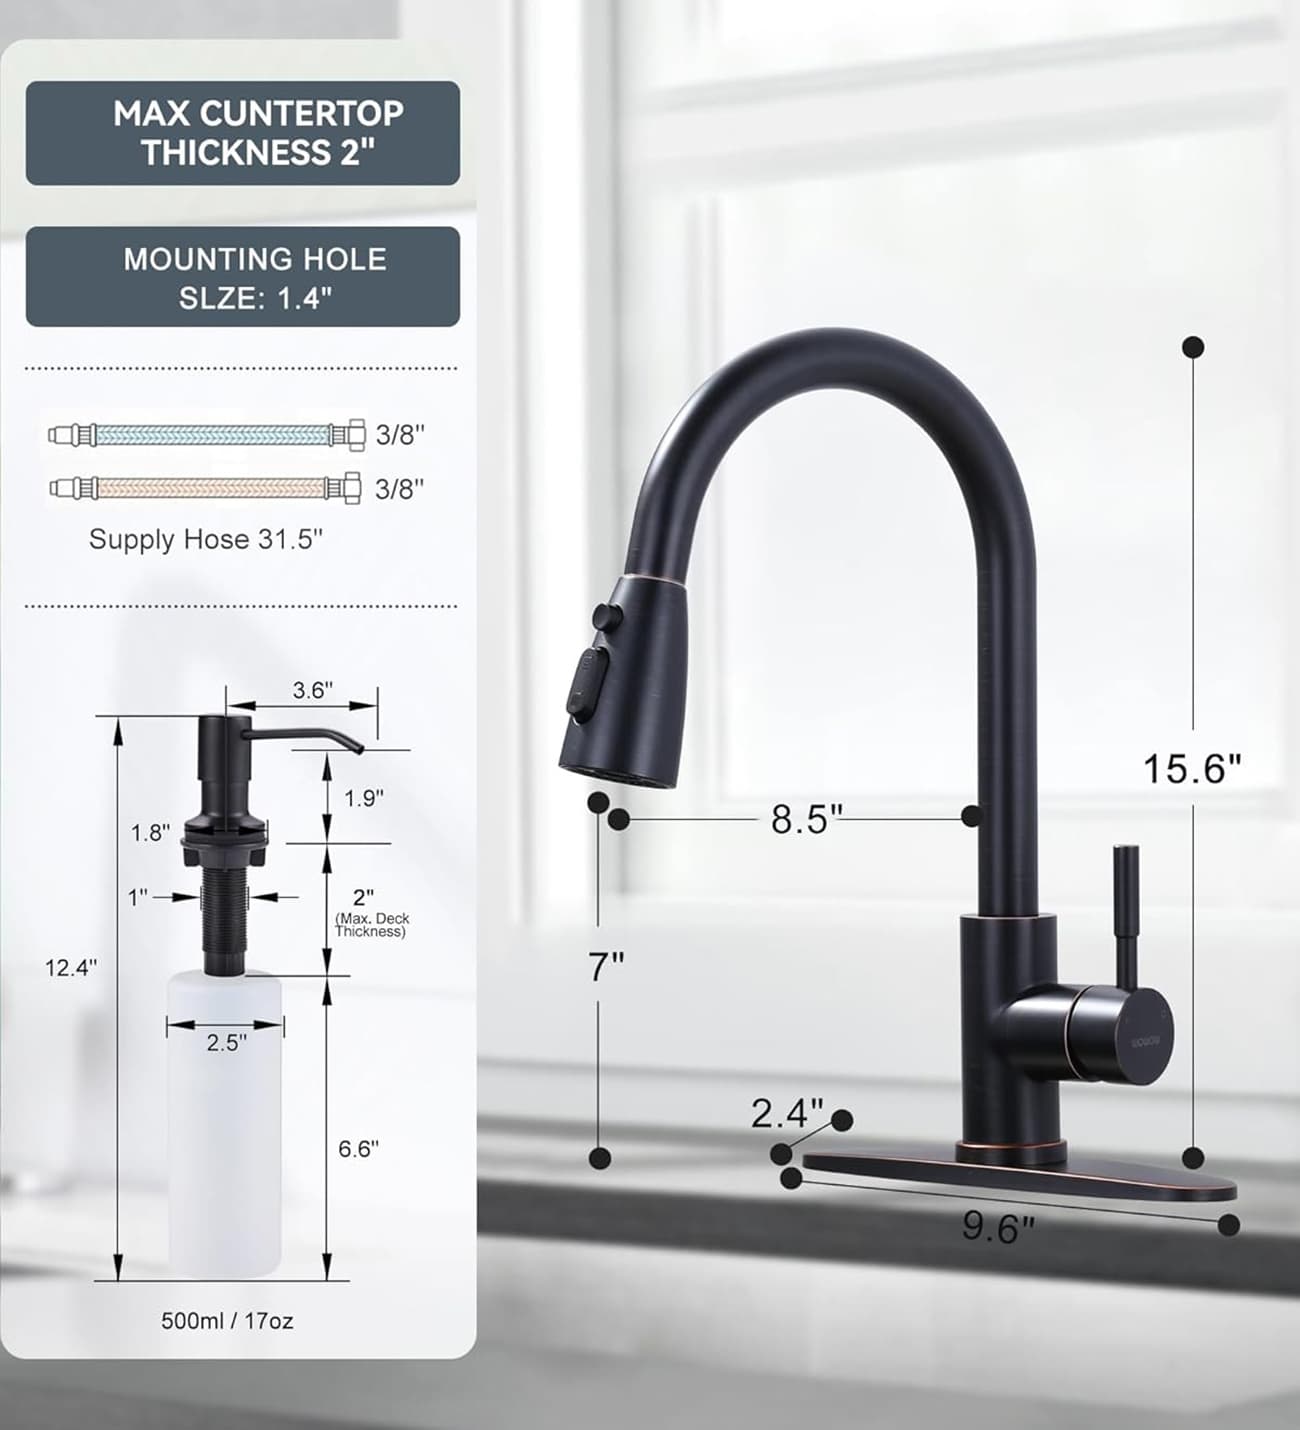 MAX CUNTERTOP
THICKNESS 2"
MOUNTING HOLE
SLZE: 1.4"
3/8"
3/8"
Supply Hose 31.5"
3.6"
1.9"
1.8"
1"
2"
(Max. Deck
Thickness)
12.4"
2.5"
6.6"
500ml / 17oz
15.6"
8.5"
7"
WOWOW
2.4"
9.6"